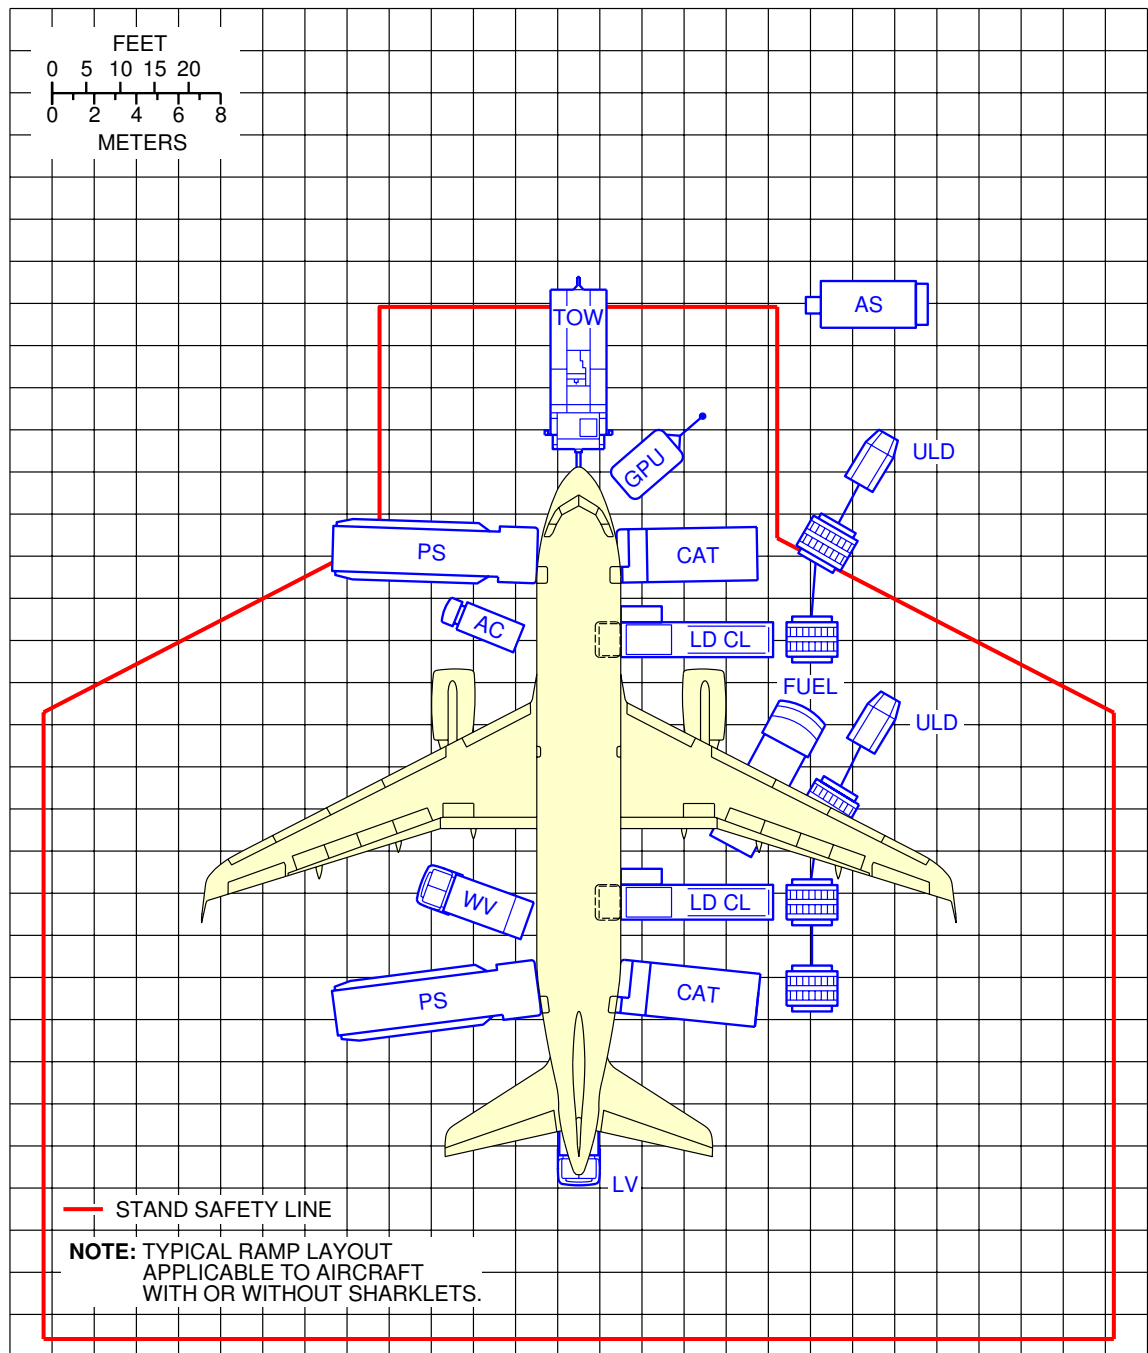 FEET
0 5 10 15 20
0 2 4 6 8
METERS
TOW
AS
GPU
ULD
PS
CAT
AC
LD CL
FUEL
ULD
WV
LD CL
PS
CAT
LV
STAND SAFETY LINE
NOTE: TYPICAL RAMP LAYOUT
APPLICABLE TO AIRCRAFT
WITH OR WITHOUT SHARKLETS.